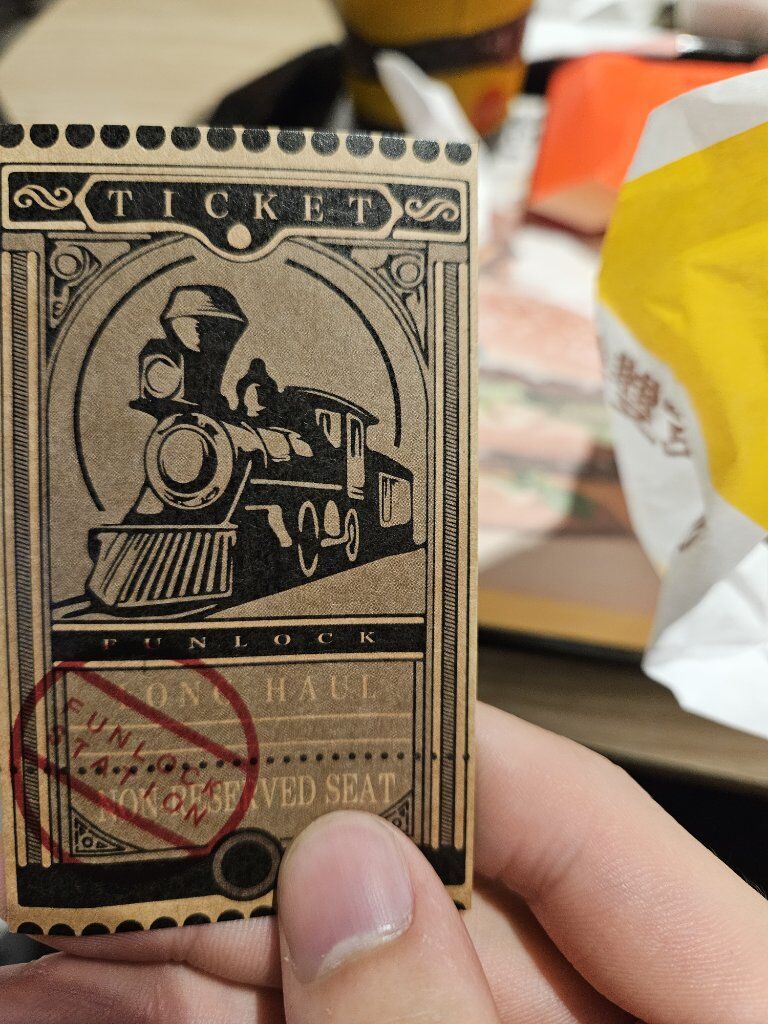 TICKET
FUNLOCK
LONG HAUL
FUNLOCK
STATION
NON RESERVED SEAT